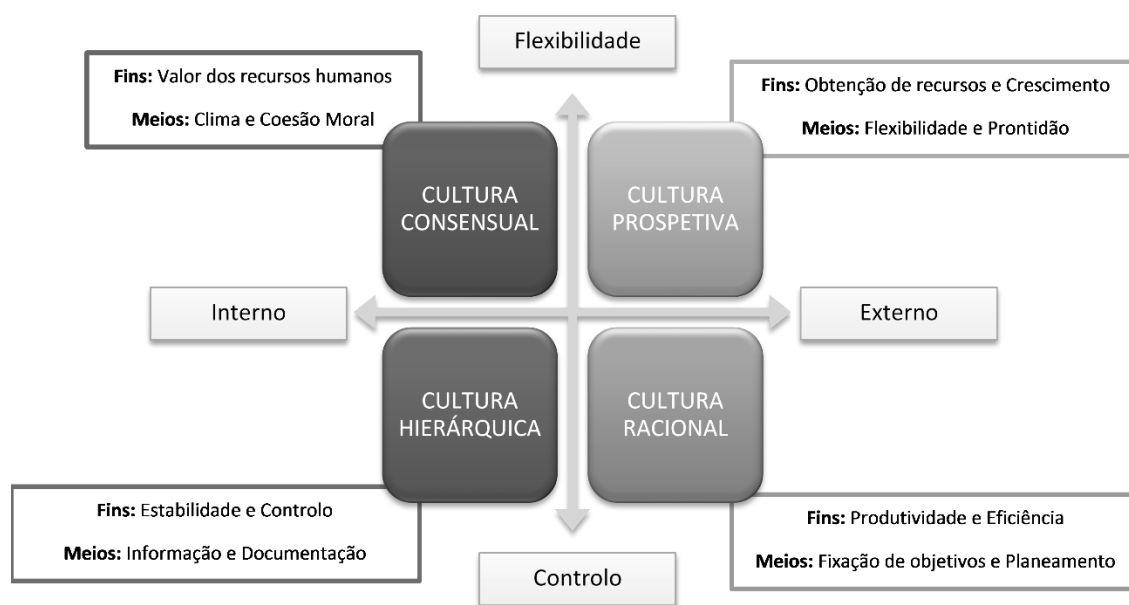 Flexibilidade
Fins: Valor dos recursos humanos
Meios: Clima e Coesão Moral
Fins: Obtenção de recursos e Crescimento
Meios: Flexibilidade e Prontidão
CULTURA
CONSENSUAL
CULTURA
PROSPETIVA
Interno
Externo
CULTURA
HIERÁRQUICA
CULTURA
RACIONAL
Fins: Estabilidade e Controlo
Meios: Informação e Documentação
Fins: Produtividade e Eficiência
Meios: Fixação de objetivos e Planeamento
Controlo